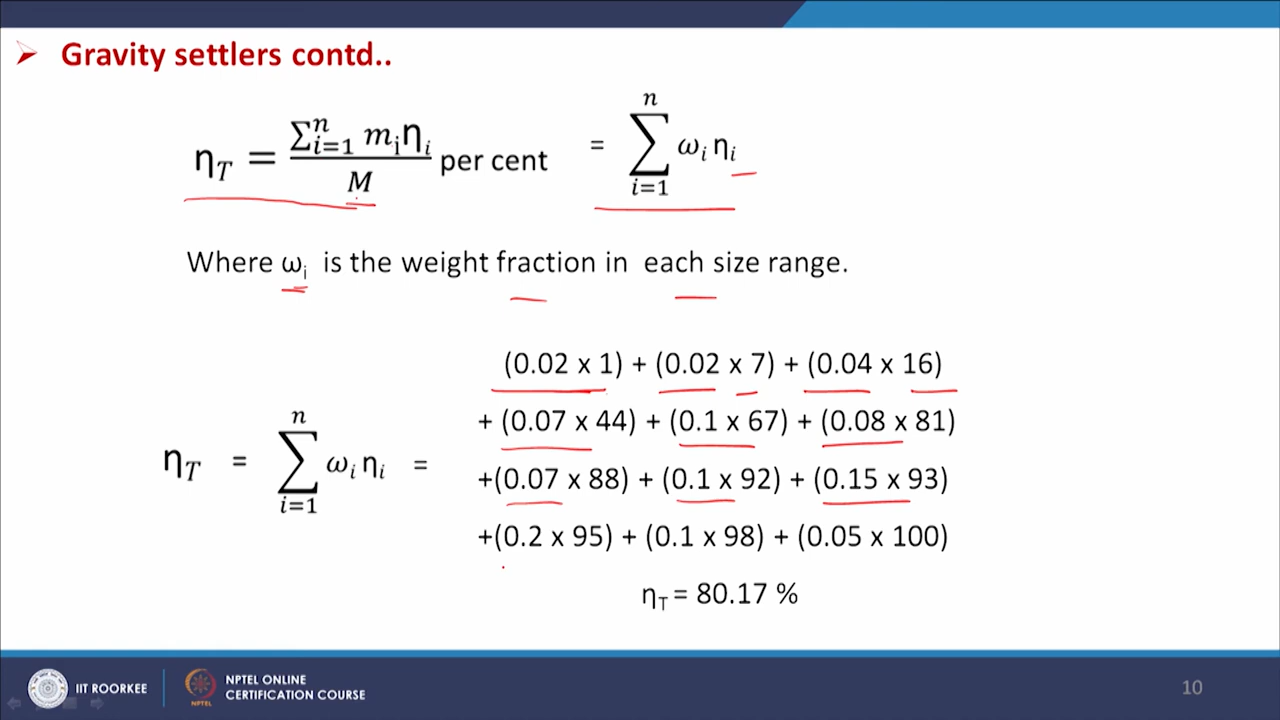 Gravity settlers contd..
η_T = ∑_{i=1}^{n} m_i η_i / M per cent = ∑_{i=1}^{n} ω_i η_i
Where ω_i is the weight fraction in each size range.
(0.02 x 1) + (0.02 x 7) + (0.04 x 16)
+ (0.07 x 44) + (0.1 x 67) + (0.08 x 81)
η_T = ∑_{i=1}^{n} ω_i η_i =
+(0.07 x 88) + (0.1 x 92) + (0.15 x 93)
+(0.2 x 95) + (0.1 x 98) + (0.05 x 100)
η_T = 80.17 %
IIT ROORKEE
NPTEL
NPTEL ONLINE
CERTIFICATION COURSE
10